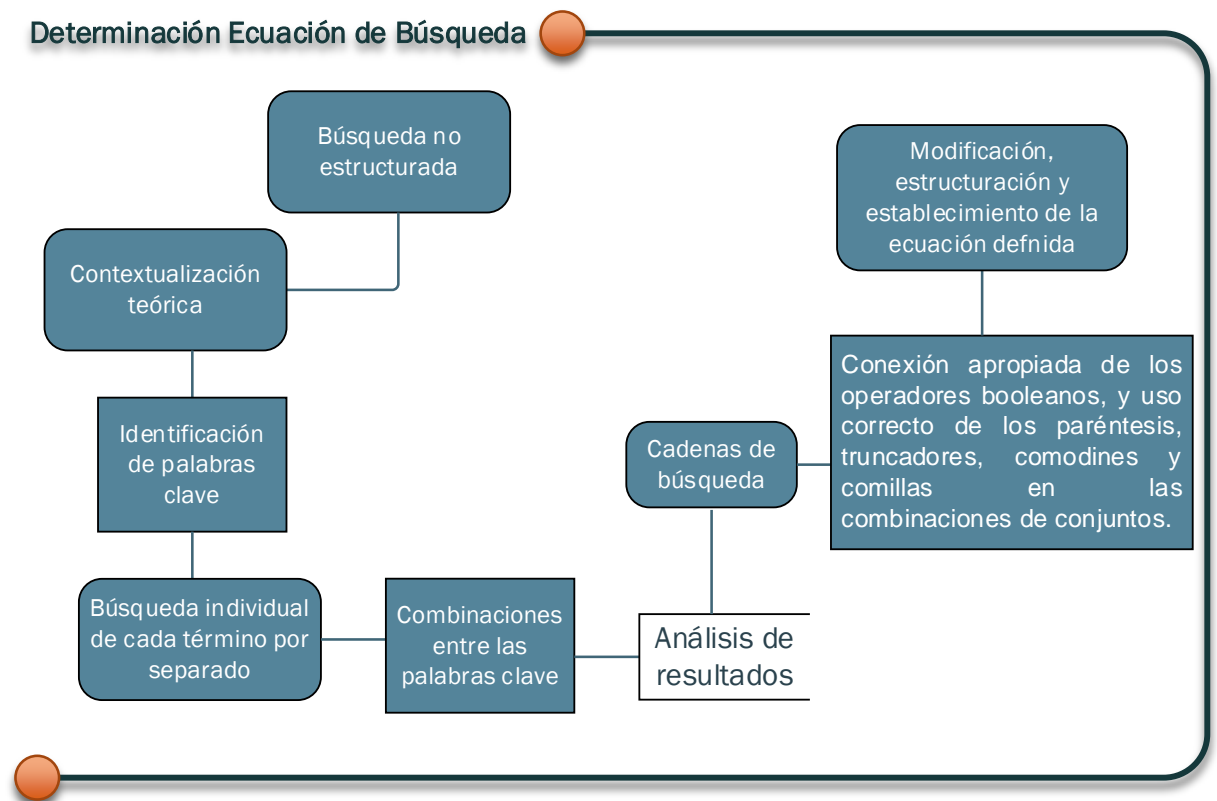 Determinación Ecuación de Búsqueda
Búsqueda no
estructurada
Contextualización
teórica
Identificación
de palabras
clave
Búsqueda individual
de cada término por
separado
Combinaciones
entre las
palabras clave
Análisis de
resultados
Cadenas de
búsqueda
Conexión apropiada de los
operadores booleanos, y uso
correcto de los paréntesis,
truncadores, comodines y
comillas en las
combinaciones de conjuntos.
Modificación,
estructuración y
establecimiento de la
ecuación defnida